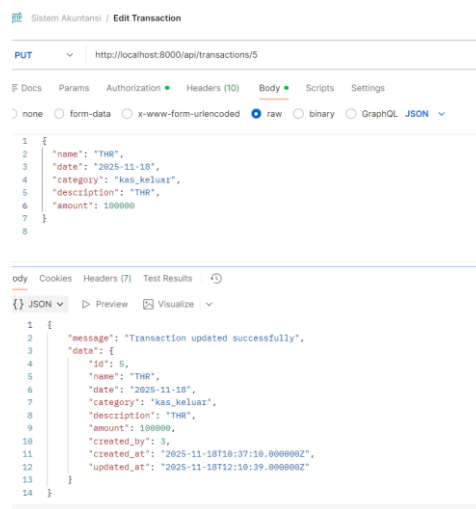 Sistem Akuntansi / Edit Transaction
PUT http://localhost:8000/api/transactions/5
Docs Params Authorization Headers (10) Body Scripts Settings
none form-data x-www-form-urlencoded raw binary GraphQL JSON
1 {
2 "name": "THR",
3 "date": "2025-11-18",
4 "category": "kas_keluar",
5 "description": "THR",
6 "amount": 100000
7 }
8
ody Cookies Headers (7) Test Results
{} JSON Preview Visualize
1 {
2 "message": "Transaction updated successfully",
3 "data": {
4 "id": 5,
5 "name": "THR",
6 "date": "2025-11-18",
7 "category": "kas_keluar",
8 "description": "THR",
9 "amount": 100000,
10 "created_by": 3,
11 "created_at": "2025-11-18T10:37:10.000000Z",
12 "updated_at": "2025-11-18T12:10:39.000000Z"
13 }
14 }